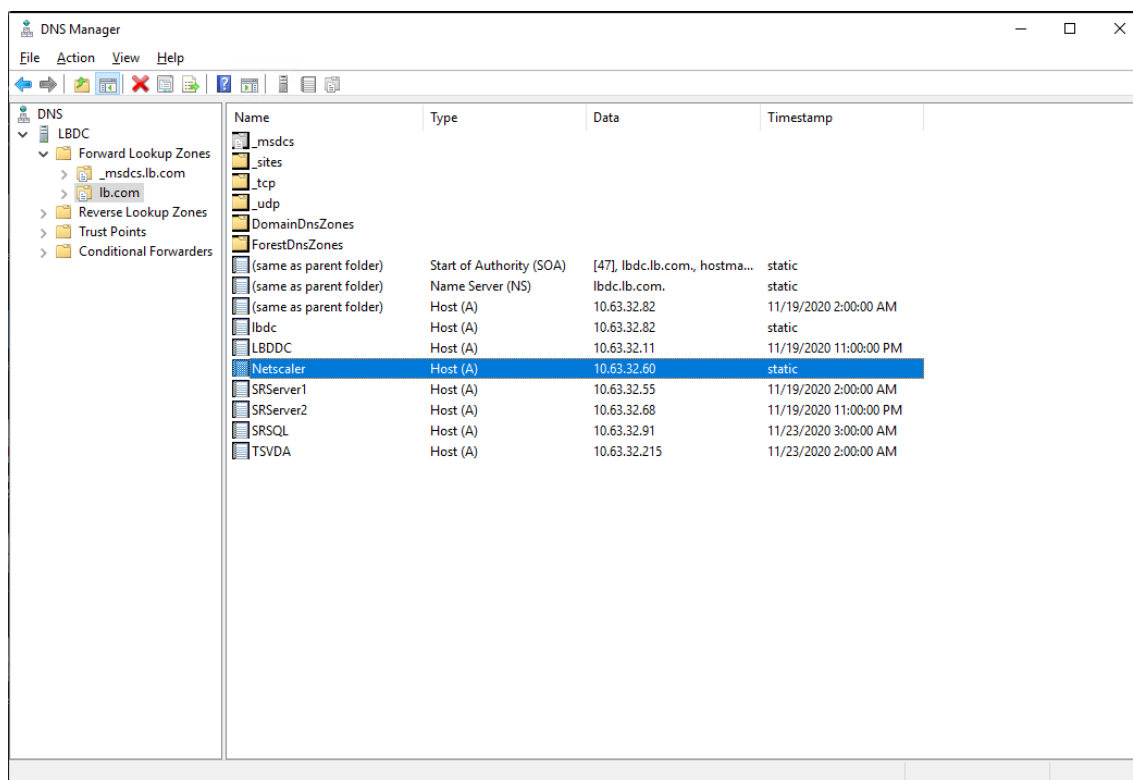 DNS Manager
File Action View Help
DNS
LBDC
Forward Lookup Zones
_msdcs.lb.com
lb.com
Reverse Lookup Zones
Trust Points
Conditional Forwarders
Name Type Data Timestamp
_msdcs
_sites
_tcp
_udp
DomainDnsZones
ForestDnsZones
(same as parent folder) Start of Authority (SOA) [47], lbdc.lb.com., hostma... static
(same as parent folder) Name Server (NS) lbdc.lb.com. static
(same as parent folder) Host (A) 10.63.32.82 11/19/2020 2:00:00 AM
lbdc Host (A) 10.63.32.82 static
LBDDC Host (A) 10.63.32.11 11/19/2020 11:00:00 PM
Netscaler Host (A) 10.63.32.60 static
SRServer1 Host (A) 10.63.32.55 11/19/2020 2:00:00 AM
SRServer2 Host (A) 10.63.32.68 11/19/2020 11:00:00 PM
SRSQL Host (A) 10.63.32.91 11/23/2020 3:00:00 AM
TSVDA Host (A) 10.63.32.215 11/23/2020 2:00:00 AM